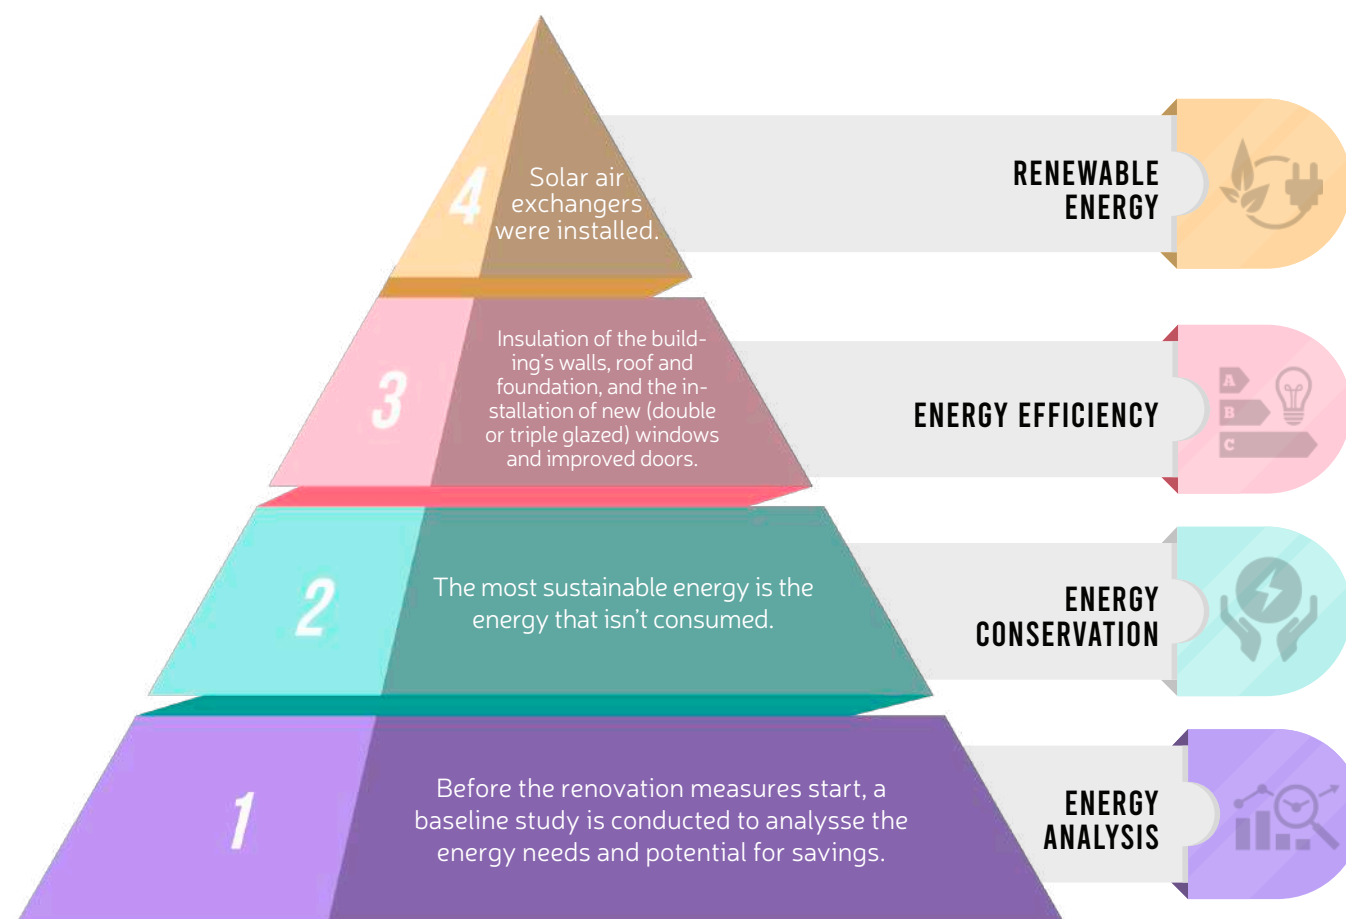 4
Solar air
exchangers
were installed.
RENEWABLE
ENERGY
3
Insulation of the build-
ing's walls, roof and
foundation, and the in-
stallation of new (double
or triple glazed) windows
and improved doors.
ENERGY EFFICIENCY
A
B
C
2
The most sustainable energy is the
energy that isn't consumed.
ENERGY
CONSERVATION
1
Before the renovation measures start, a
baseline study is conducted to analysse the
energy needs and potential for savings.
ENERGY
ANALYSIS